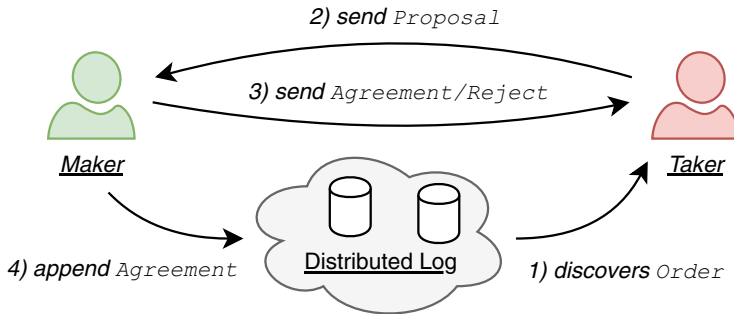 2) send Proposal
3) send Agreement/Reject
Maker
Taker
Distributed Log
4) append Agreement
1) discovers Order